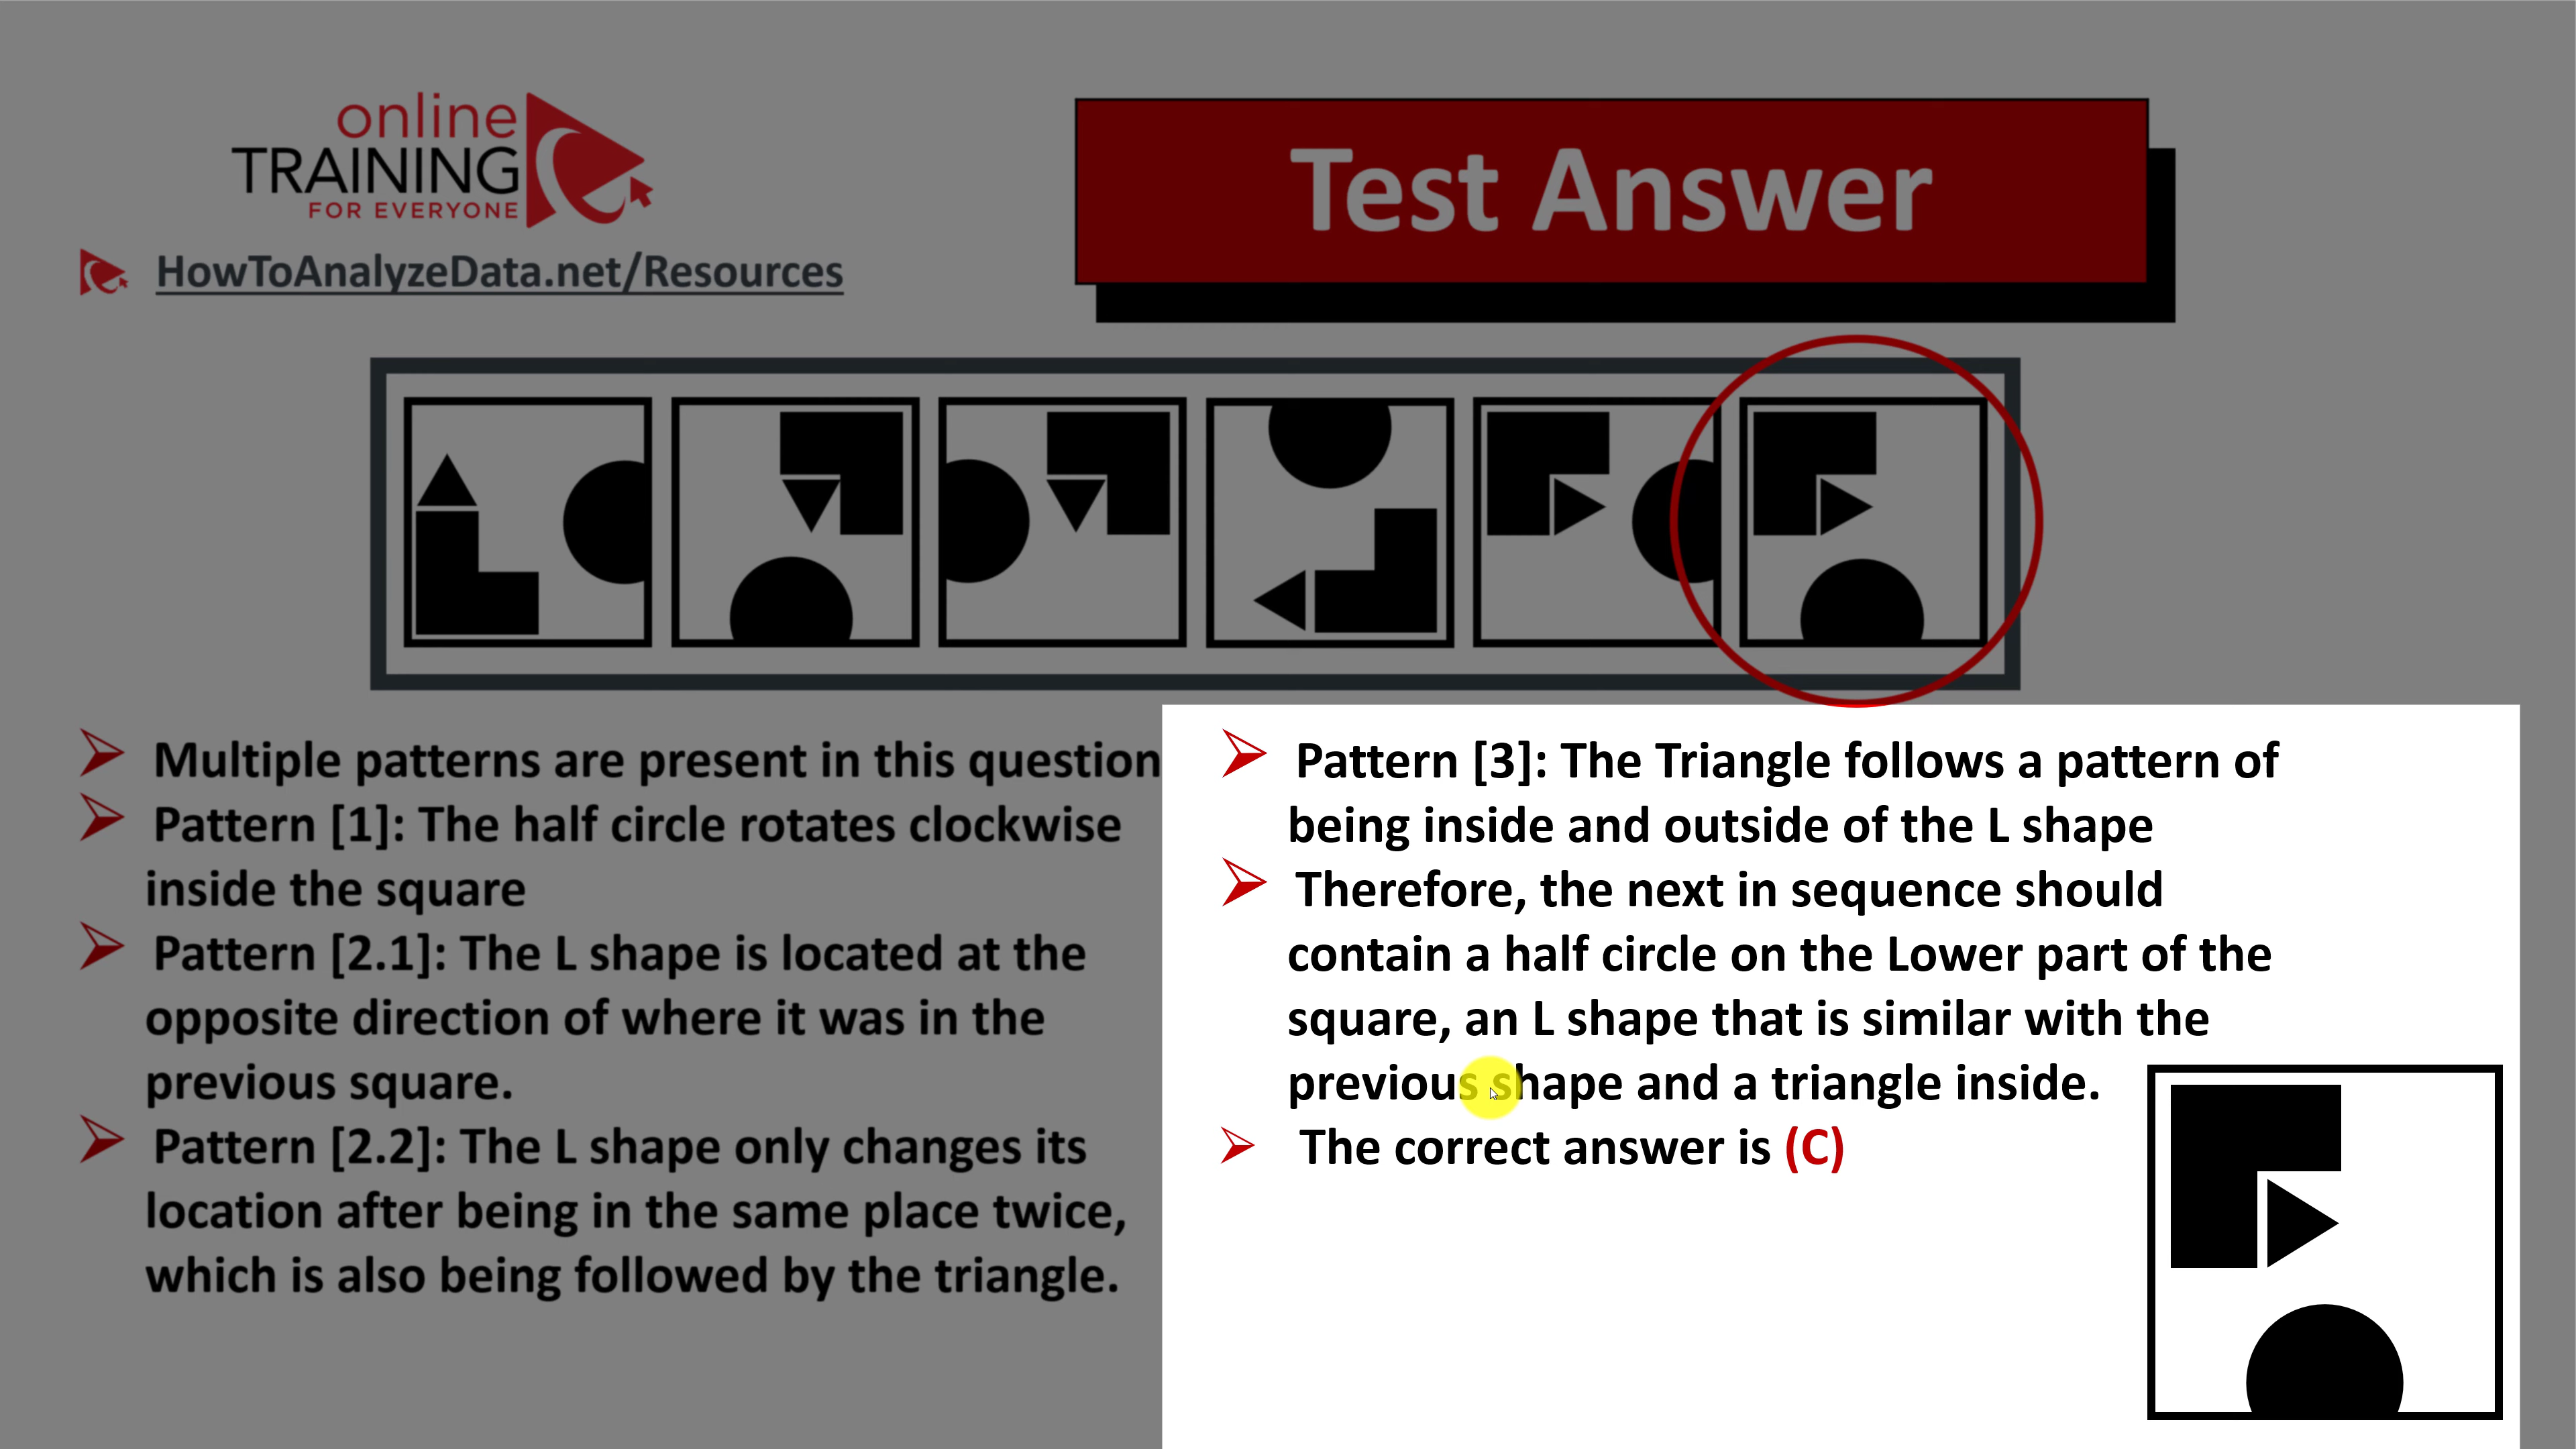 online
TRAINING
FOR EVERYONE
HowToAnalyzeData.net/Resources
Test Answer
Multiple patterns are present in this question
Pattern [1]: The half circle rotates clockwise
inside the square
Pattern [2.1]: The L shape is located at the
opposite direction of where it was in the
previous square.
Pattern [2.2]: The L shape only changes its
location after being in the same place twice,
which is also being followed by the triangle.
Pattern [3]: The Triangle follows a pattern of
being inside and outside of the L shape
Therefore, the next in sequence should
contain a half circle on the Lower part of the
square, an L shape that is similar with the
previous shape and a triangle inside.
The correct answer is (C)